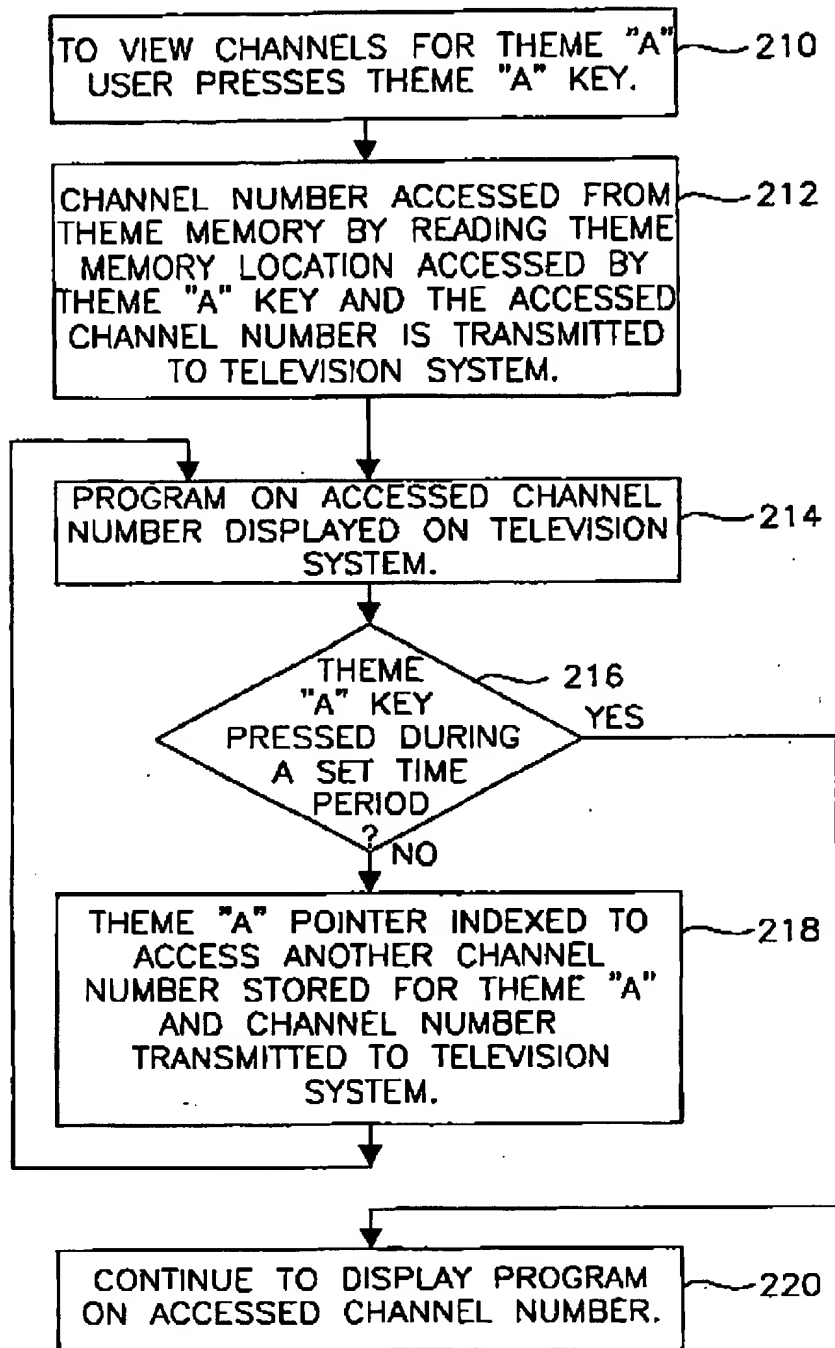 TO VIEW CHANNELS FOR THEME "A"
USER PRESSES THEME "A" KEY.
210
CHANNEL NUMBER ACCESSED FROM
THEME MEMORY BY READING THEME
MEMORY LOCATION ACCESSED BY
THEME "A" KEY AND THE ACCESSED
CHANNEL NUMBER IS TRANSMITTED
TO TELEVISION SYSTEM.
212
PROGRAM ON ACCESSED CHANNEL
NUMBER DISPLAYED ON TELEVISION
SYSTEM.
214
THEME
"A" KEY
PRESSED DURING
A SET TIME
PERIOD
?
216
YES
NO
THEME "A" POINTER INDEXED TO
ACCESS ANOTHER CHANNEL
NUMBER STORED FOR THEME "A"
AND CHANNEL NUMBER
TRANSMITTED TO TELEVISION
SYSTEM.
218
CONTINUE TO DISPLAY PROGRAM
ON ACCESSED CHANNEL NUMBER.
220